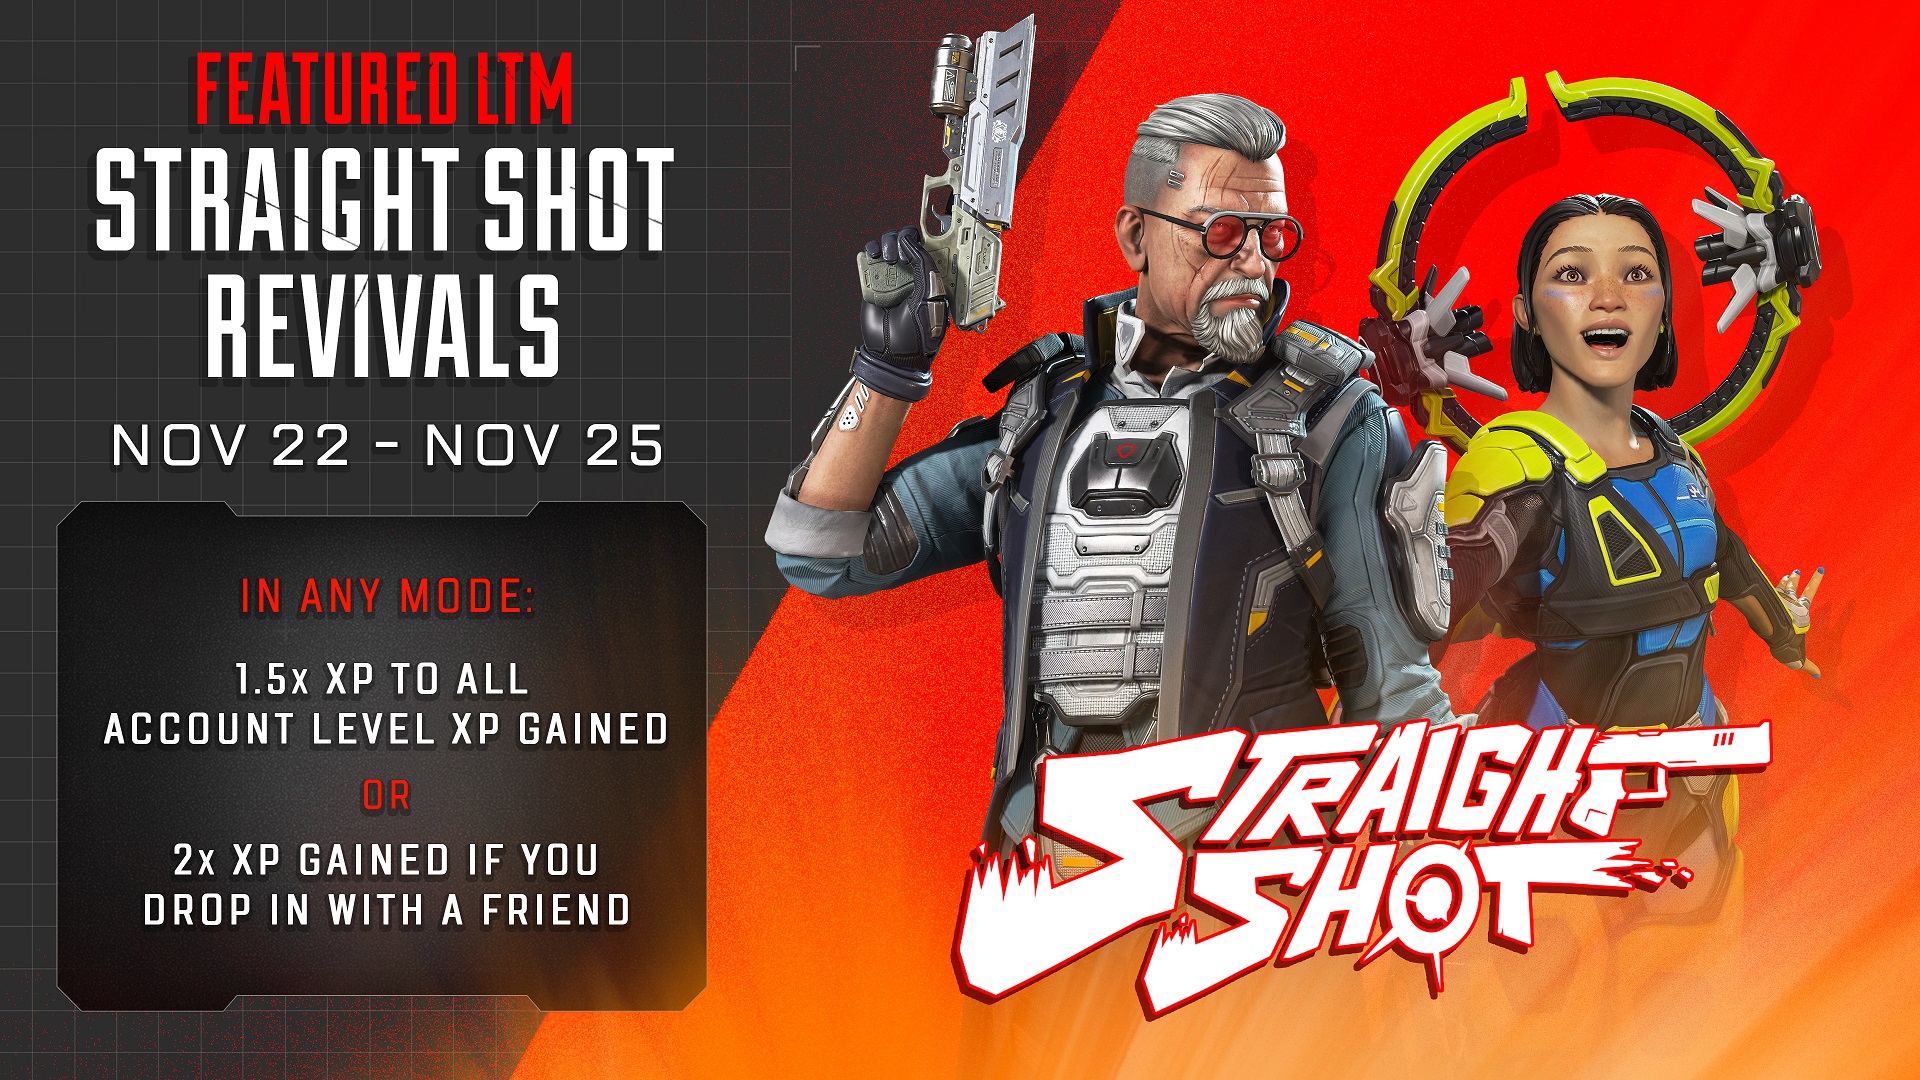 FEATURED LTM
STRAIGHT SHOT
REVIVALS
NOV 22 - NOV 25
IN ANY MODE:
1.5x XP TO ALL
ACCOUNT LEVEL XP GAINED
OR
2x XP GAINED IF YOU
DROP IN WITH A FRIEND
STRAIGHT
SHOT